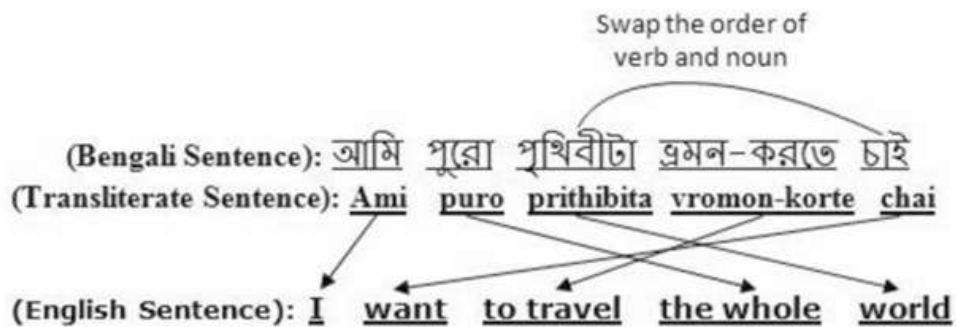 Swap the order of
verb and noun
(Bengali Sentence): আমি পুরো পৃথিবীটা ভ্রমন-করতে চাই
(Transliterate Sentence): Ami puro prithibita vromon-korte chai
(English Sentence): I want to travel the whole world